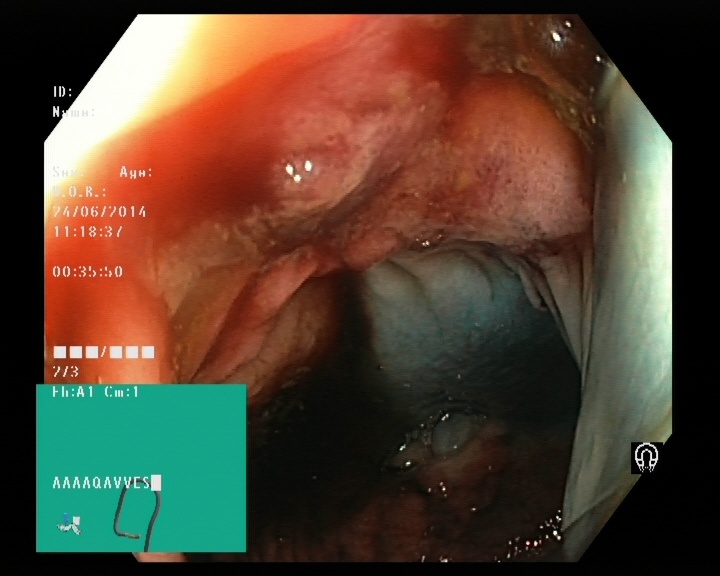 ID:
Name:
Sex: Age:
D.O.B.:
24/06/2014
11:18:37
00:35:50
■■■/■■■
2/3
Eh:A1 Cm:1
AAAAQAVVES